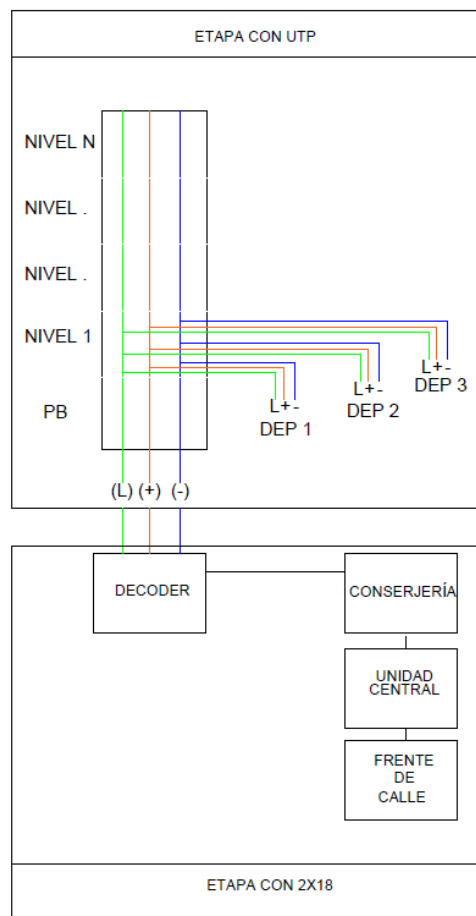 ETAPA CON UTP
NIVEL N
NIVEL .
NIVEL .
NIVEL 1
L+-
DEP 3
L+-
DEP 2
PB
L+-
DEP 1
(L) (+) (-)
DECODER
CONSERJERÍA
UNIDAD
CENTRAL
FRENTE
DE
CALLE
ETAPA CON 2X18